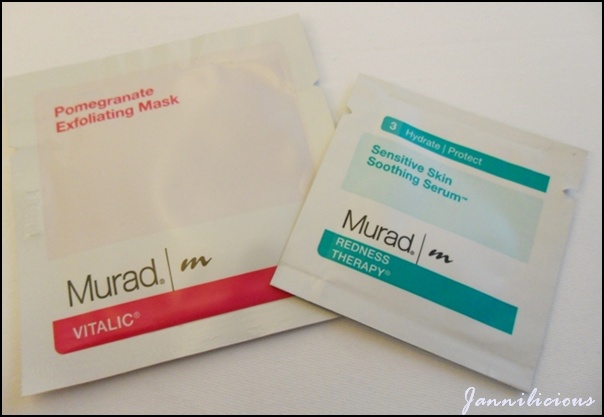 Pomegranate
Exfoliating Mask
Murad.® | m
VITALIC®
3 Hydrate | Protect
Sensitive Skin
Soothing Serum™
Murad.® | m
REDNESS
THERAPY®
Jannilicious